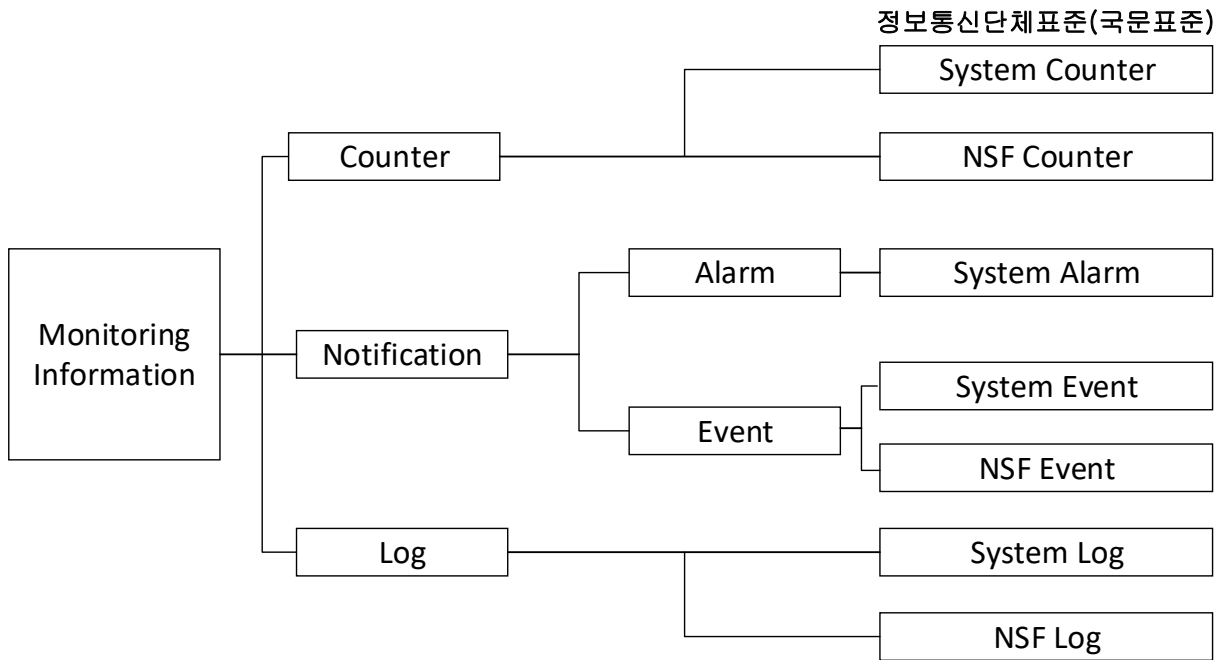 정보통신단체표준(국문표준)
System Counter
Counter
NSF Counter
Alarm
System Alarm
Monitoring
Information
Notification
System Event
Event
NSF Event
Log
System Log
NSF Log